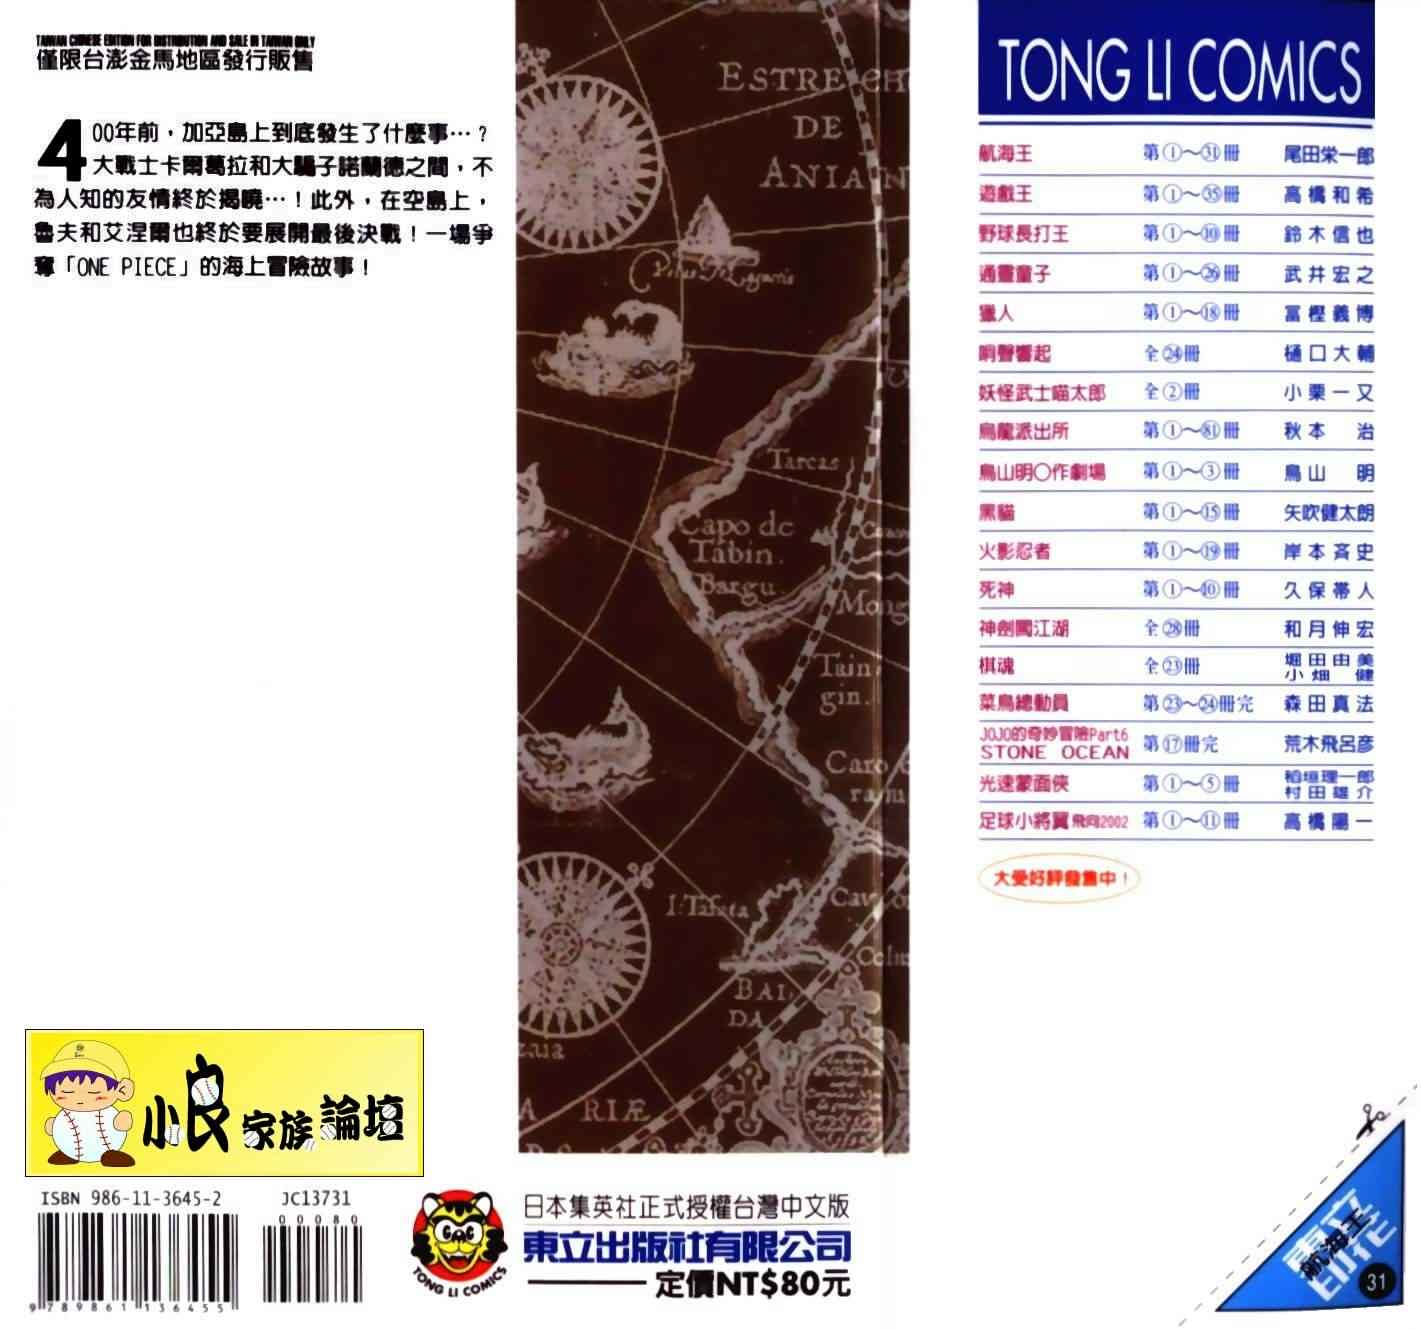 TAIWAN CHINESE EDITION FOR DISTRIBUTION AND SALE IN TAIWAN ONLY
僅限台澎金馬地區發行販售
400年前，加亞島上到底發生了什麼事…？
大戰士卡爾葛拉和大騙子諾蘭德之間，不
為人知的友情終於揭曉…！此外，在空島上，
魯夫和艾涅爾也終於要展開最後決戰！一場爭
奪「ONE PIECE」的海上冒險故事！
小良家族論壇
ISBN 986-11-3645-2
JC13731
00080
9789861136455
ESTRECH
DE
ANIAN
Tarcas
Capo de
Tabin.
Bargu
Mong
Tain
gin.
Caro
ram
I.Tafata
BAL
DA
A RIÆ
TONG LI COMICS
日本集英社正式授權台灣中文版
東立出版社有限公司
定價NT$80元
TONG LI COMICS
航海王 第①～㉛冊 尾田栄一郎
遊戲王 第①～㉟冊 高橋和希
野球長打王 第①～⑩冊 鈴木信也
通靈童子 第①～㉖冊 武井宏之
獵人 第①～⑱冊 冨樫義博
哨聲響起 全㉔冊 樋口大輔
妖怪武士瞄太郎 全②冊 小栗一又
烏龍派出所 第①～81冊 秋本 治
鳥山明○作劇場 第①～③冊 鳥山 明
黑貓 第①～⑮冊 矢吹健太朗
火影忍者 第①～⑲冊 岸本斉史
死神 第①～⑩冊 久保帯人
神劍闖江湖 全㉘冊 和月伸宏
棋魂 全㉓冊 堀田由美 小畑健
菜鳥總動員 第㉓～㉔冊完 森田真法
JOJO的奇妙冒險Part6
STONE OCEAN 第⑰冊完 荒木飛呂彦
光速蒙面俠 第①～⑤冊 稻垣理一郎 村田雄介
足球小將翼 飛向2002 第①～⑪冊 高橋陽一
大受好評發售中！
東立
印花
航海王
31